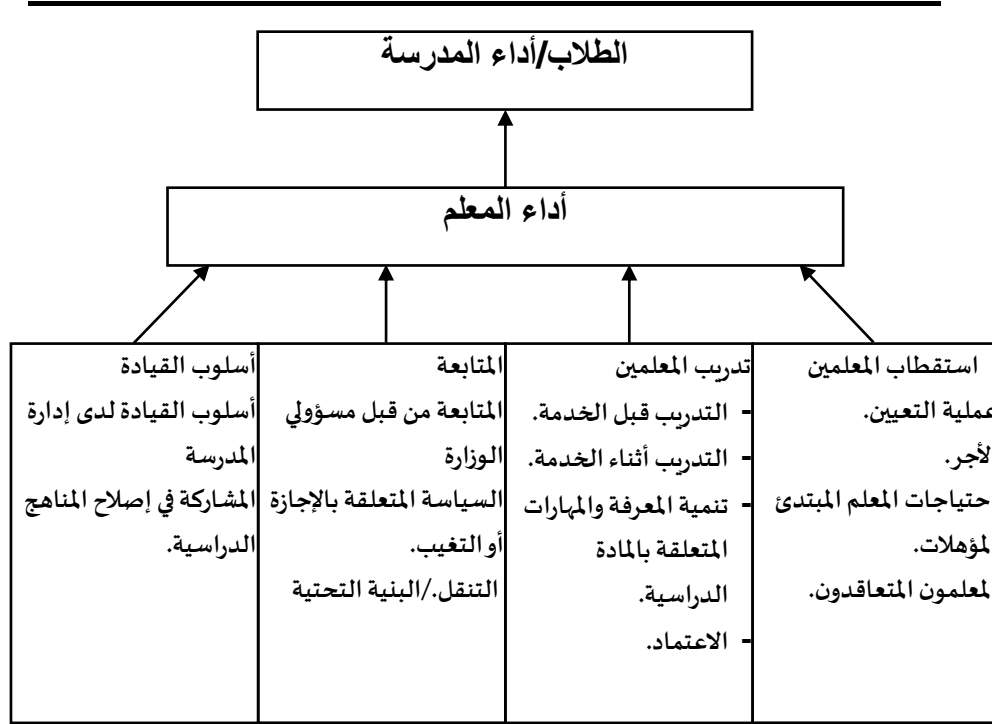 الطلاب/أداء المدرسة
أداء المعلم
استقطاب المعلمين
عملية التعيين.
لأجر.
حتياجات المعلم المبتدئ
لمؤهلات.
لمعلمون المتعاقدون.
تدريب المعلمين
- التدريب قبل الخدمة.
- التدريب أثناء الخدمة.
- تنمية المعرفة والمهارات
المتعلقة بالمادة
الدراسية.
- الاعتماد.
المتابعة
المتابعة من قبل مسؤولي
الوزارة
السياسة المتعلقة بالإجازة
أو التغيب.
التنقل./البنية التحتية
أسلوب القيادة
أسلوب القيادة لدى إدارة
المدرسة
المشاركة في إصلاح المناهج
الدراسية.